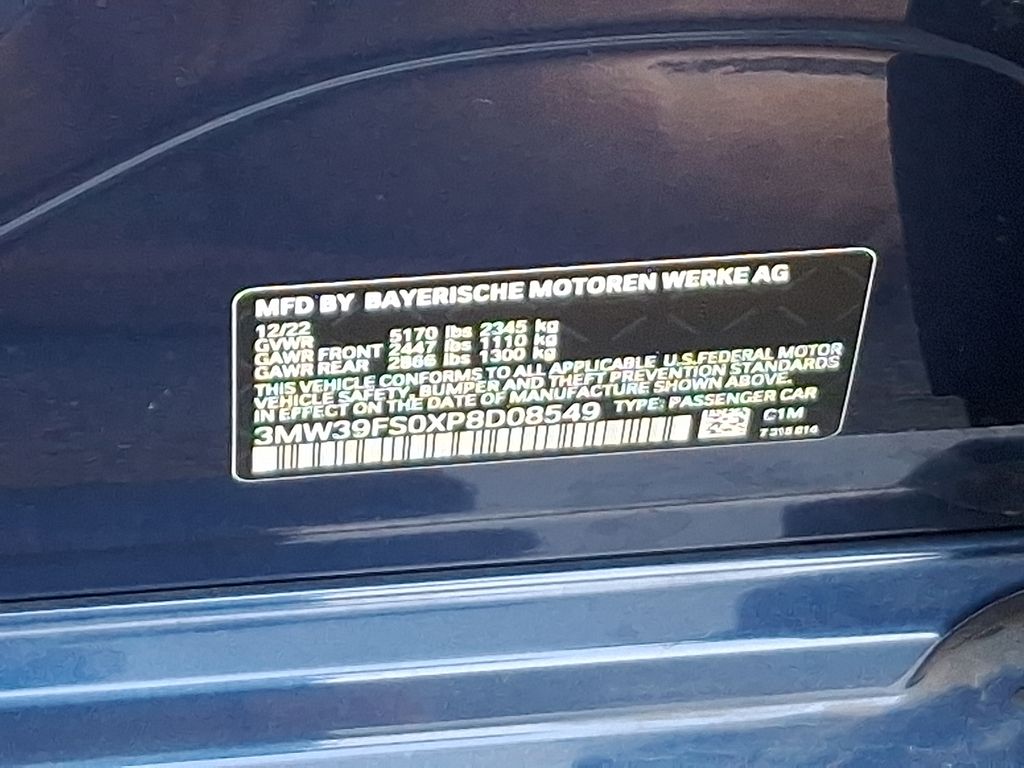 MFD BY BAYERISCHE MOTOREN WERKE AG
12/22
GVWR 5170 lbs 2345 kg
GAWR FRONT 2447 lbs 1110 kg
GAWR REAR 2866 lbs 1300 kg
THIS VEHICLE CONFORMS TO ALL APPLICABLE U.S.FEDERAL MOTOR
VEHICLE SAFETY, BUMPER AND THEFT PREVENTION STANDARDS
IN EFFECT ON THE DATE OF MANUFACTURE SHOWN ABOVE.
3MW39FS0XP8D08549 TYPE: PASSENGER CAR
C1M